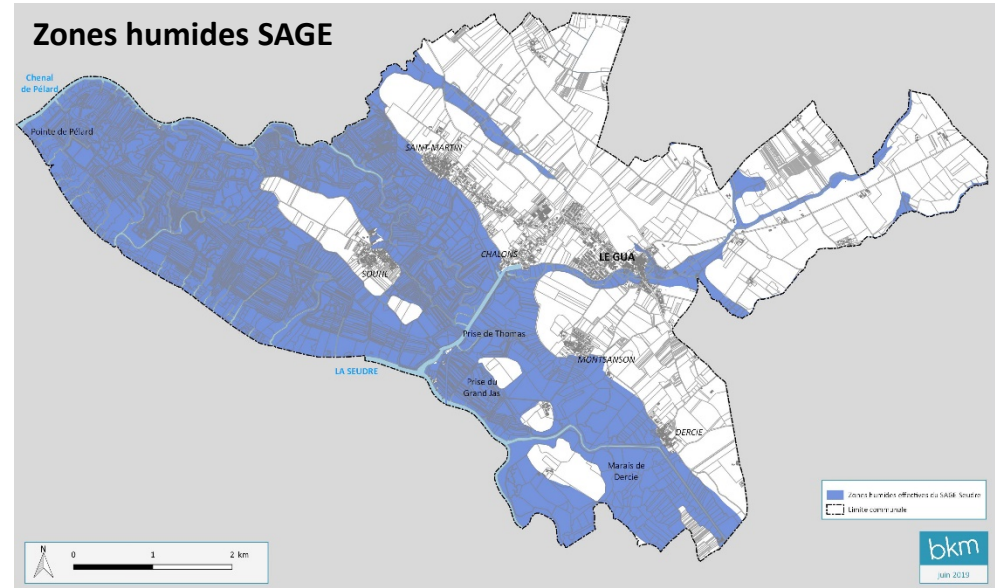 Zones humides SAGE
Chenal
de Pélard
Pointe de Pélard
SAINT-MARTIN
CHALONS
LE GUA
SOUHE
Prise de Thomas
MONTSANSON
LA SEUDRE
Prise du
Grand Jas
DERCIE
Marais de
Dercie
Zones humides effectives du SAGE Seudre
Limite communale
N
0 1 2 km
bkm
juin 2019